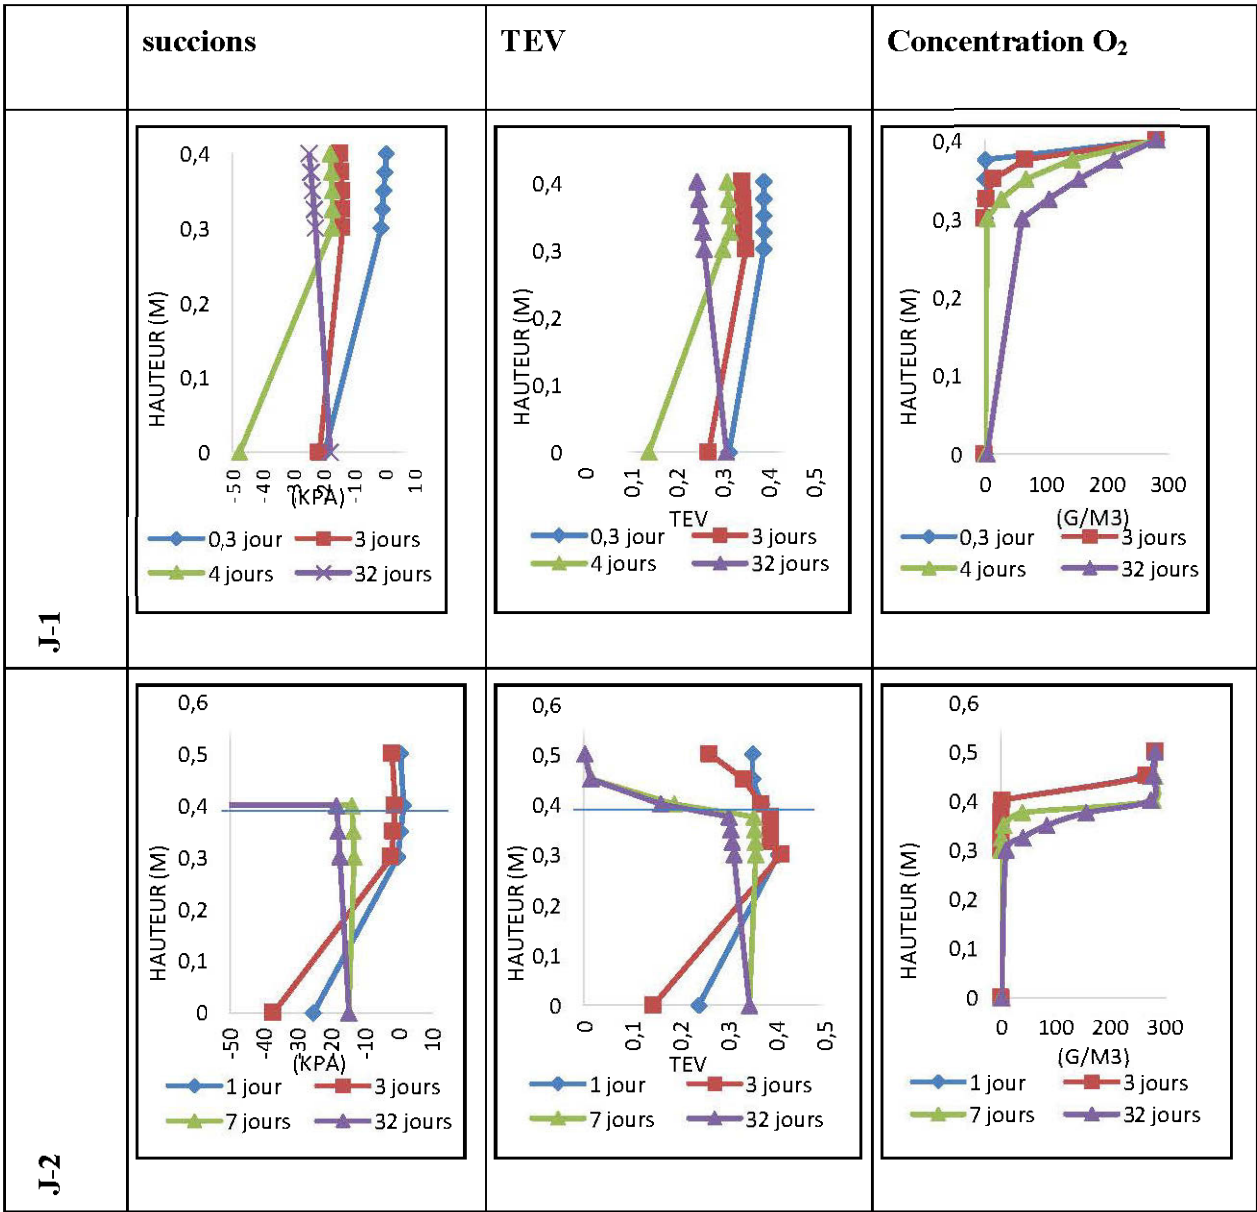 succions TEV Concentration O₂
J-1
0,4
0,3
0,2
0,1
0
HAUTEUR (M)
-50 -40 -30 -20 -10 0 10
(KPA)
0,3 jour 3 jours
4 jours 32 jours
0,4
0,3
0,2
0,1
0
HAUTEUR (M)
0 0,1 0,2 0,3 0,4 0,5
TEV
0,3 jour 3 jours
4 jours 32 jours
0,4
0,3
0,2
0,1
0
HAUTEUR (M)
0 100 200 300
(G/M3)
0,3 jour 3 jours
4 jours 32 jours
J-2
0,6
0,5
0,4
0,3
0,2
0,1
0
HAUTEUR (M)
-50 -40 -30 -20 -10 0 10
(KPA)
1 jour 3 jours
7 jours 32 jours
0,6
0,5
0,4
0,3
0,2
0,1
0
HAUTEUR (M)
0 0,1 0,2 0,3 0,4 0,5
TEV
1 jour 3 jours
7 jours 32 jours
0,6
0,5
0,4
0,3
0,2
0,1
0
HAUTEUR (M)
0 100 200 300
(G/M3)
1 jour 3 jours
7 jours 32 jours